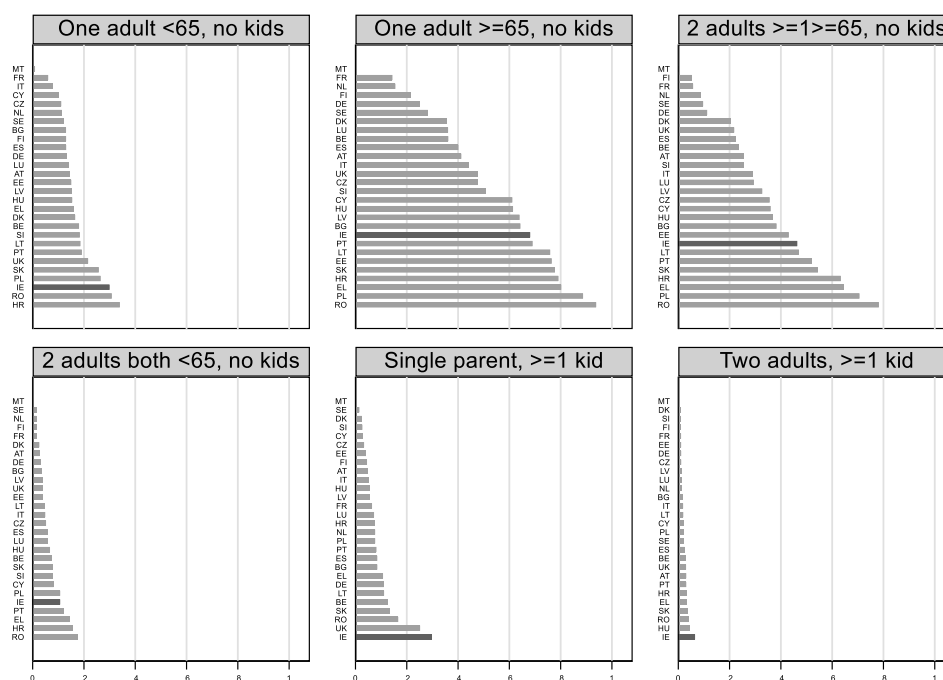 One adult <65, no kids
MT
FR
IT
CY
CZ
NL
SE
BG
FI
ES
DE
LU
AT
EE
LV
HU
EL
DK
BE
SI
LT
PT
UK
SK
PL
IE
RO
HR
One adult >=65, no kids
MT
FR
NL
FI
DE
SE
DK
LU
BE
ES
AT
IT
UK
CZ
SI
CY
HU
LV
BG
IE
PT
LT
EE
SK
HR
EL
PL
RO
2 adults >=1>=65, no kids
MT
FI
FR
NL
SE
DE
DK
UK
ES
BE
AT
SI
IT
LU
LV
CZ
CY
HU
BG
EE
IE
LT
PT
SK
HR
EL
PL
RO
2 adults both <65, no kids
MT
SE
NL
FI
FR
DK
AT
DE
BG
LV
UK
EE
LT
IT
CZ
ES
LU
HU
BE
SK
SI
CY
PL
IE
PT
EL
HR
RO
0 .2 .4 .6 .8 1
Single parent, >=1 kid
MT
SE
DK
SI
CY
CZ
EE
FI
AT
IT
HU
LV
FR
LU
HR
NL
PL
PT
ES
BG
EL
DE
LT
BE
SK
RO
UK
IE
0 .2 .4 .6 .8 1
Two adults, >=1 kid
MT
DK
SI
FI
FR
EE
DE
CZ
LV
LU
NL
BG
IT
LT
CY
PL
SE
ES
BE
UK
AT
PT
HR
EL
SK
RO
HU
IE
0 .2 .4 .6 .8 1